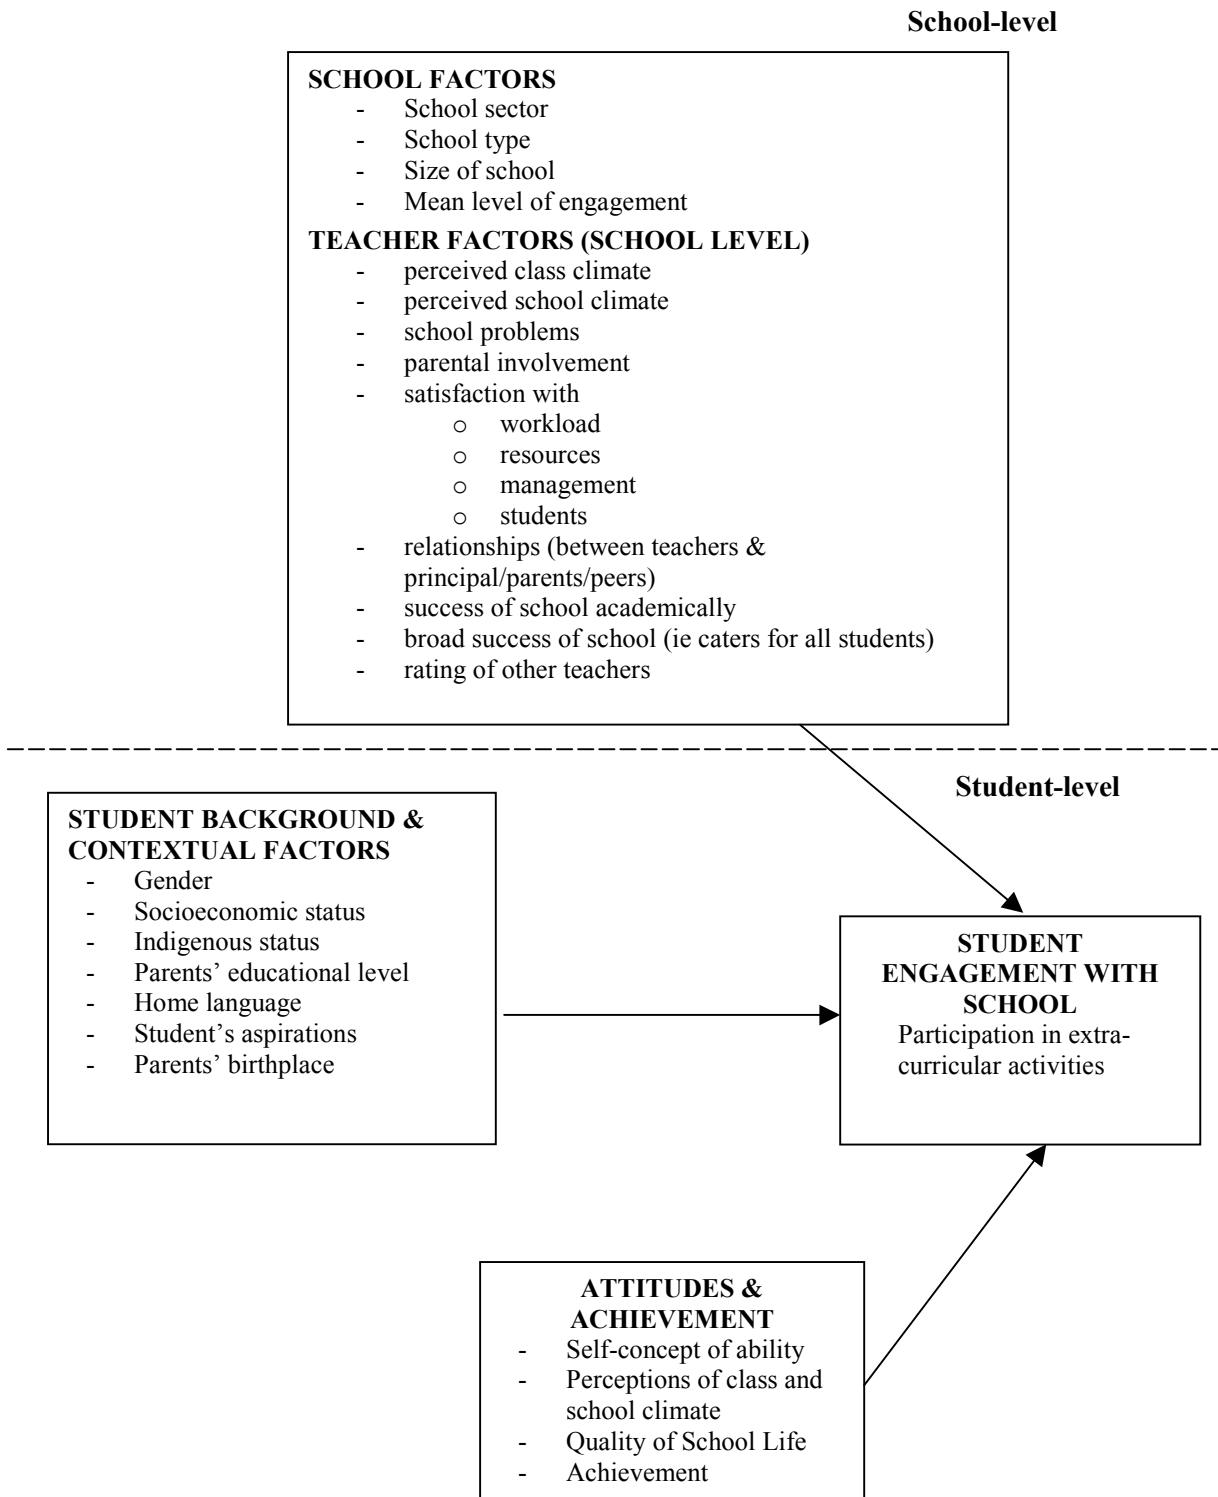 School-level
SCHOOL FACTORS
- School sector
- School type
- Size of school
- Mean level of engagement
TEACHER FACTORS (SCHOOL LEVEL)
- perceived class climate
- perceived school climate
- school problems
- parental involvement
- satisfaction with
o workload
o resources
o management
o students
- relationships (between teachers &
principal/parents/peers)
- success of school academically
- broad success of school (ie caters for all students)
- rating of other teachers
Student-level
STUDENT BACKGROUND &
CONTEXTUAL FACTORS
- Gender
- Socioeconomic status
- Indigenous status
- Parents’ educational level
- Home language
- Student’s aspirations
- Parents’ birthplace
STUDENT
ENGAGEMENT WITH
SCHOOL
Participation in extra-
curricular activities
ATTITUDES &
ACHIEVEMENT
- Self-concept of ability
- Perceptions of class and
school climate
- Quality of School Life
- Achievement